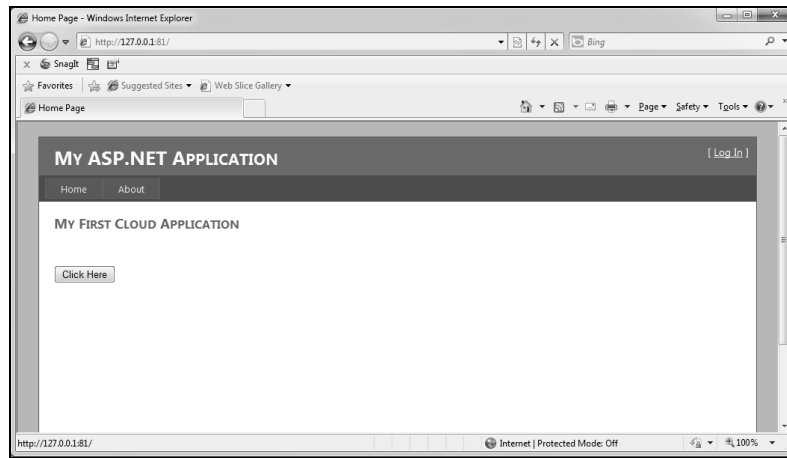 Home Page - Windows Internet Explorer
http://127.0.0.1:81/
Bing
SnagIt
Favorites Suggested Sites Web Slice Gallery
Home Page Page Safety Tools
MY ASP.NET APPLICATION [ Log In ]
Home About
MY FIRST CLOUD APPLICATION
Click Here
http://127.0.0.1:81/ Internet | Protected Mode: Off 100%